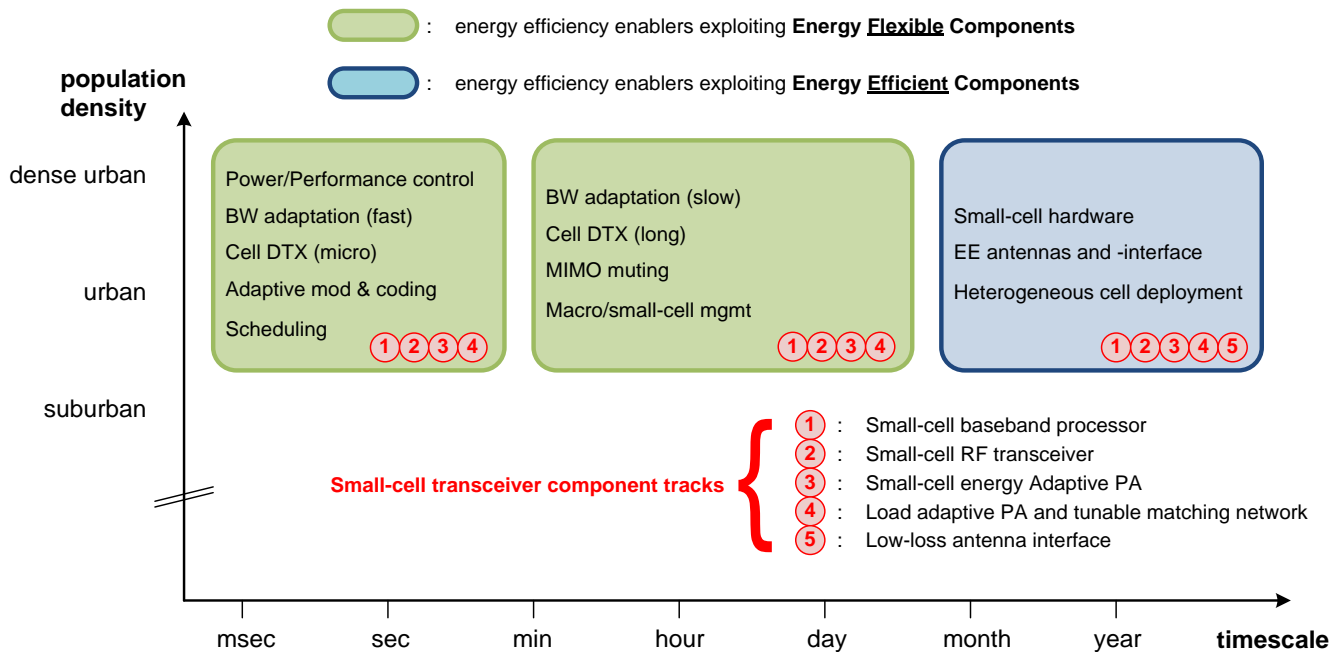 : energy efficiency enablers exploiting Energy Flexible Components
: energy efficiency enablers exploiting Energy Efficient Components
population
density
dense urban
urban
suburban
Power/Performance control
BW adaptation (fast)
Cell DTX (micro)
Adaptive mod & coding
Scheduling
1 2 3 4
BW adaptation (slow)
Cell DTX (long)
MIMO muting
Macro/small-cell mgmt
1 2 3 4
Small-cell hardware
EE antennas and -interface
Heterogeneous cell deployment
1 2 3 4 5
Small-cell transceiver component tracks
1 : Small-cell baseband processor
2 : Small-cell RF transceiver
3 : Small-cell energy Adaptive PA
4 : Load adaptive PA and tunable matching network
5 : Low-loss antenna interface
msec sec min hour day month year timescale